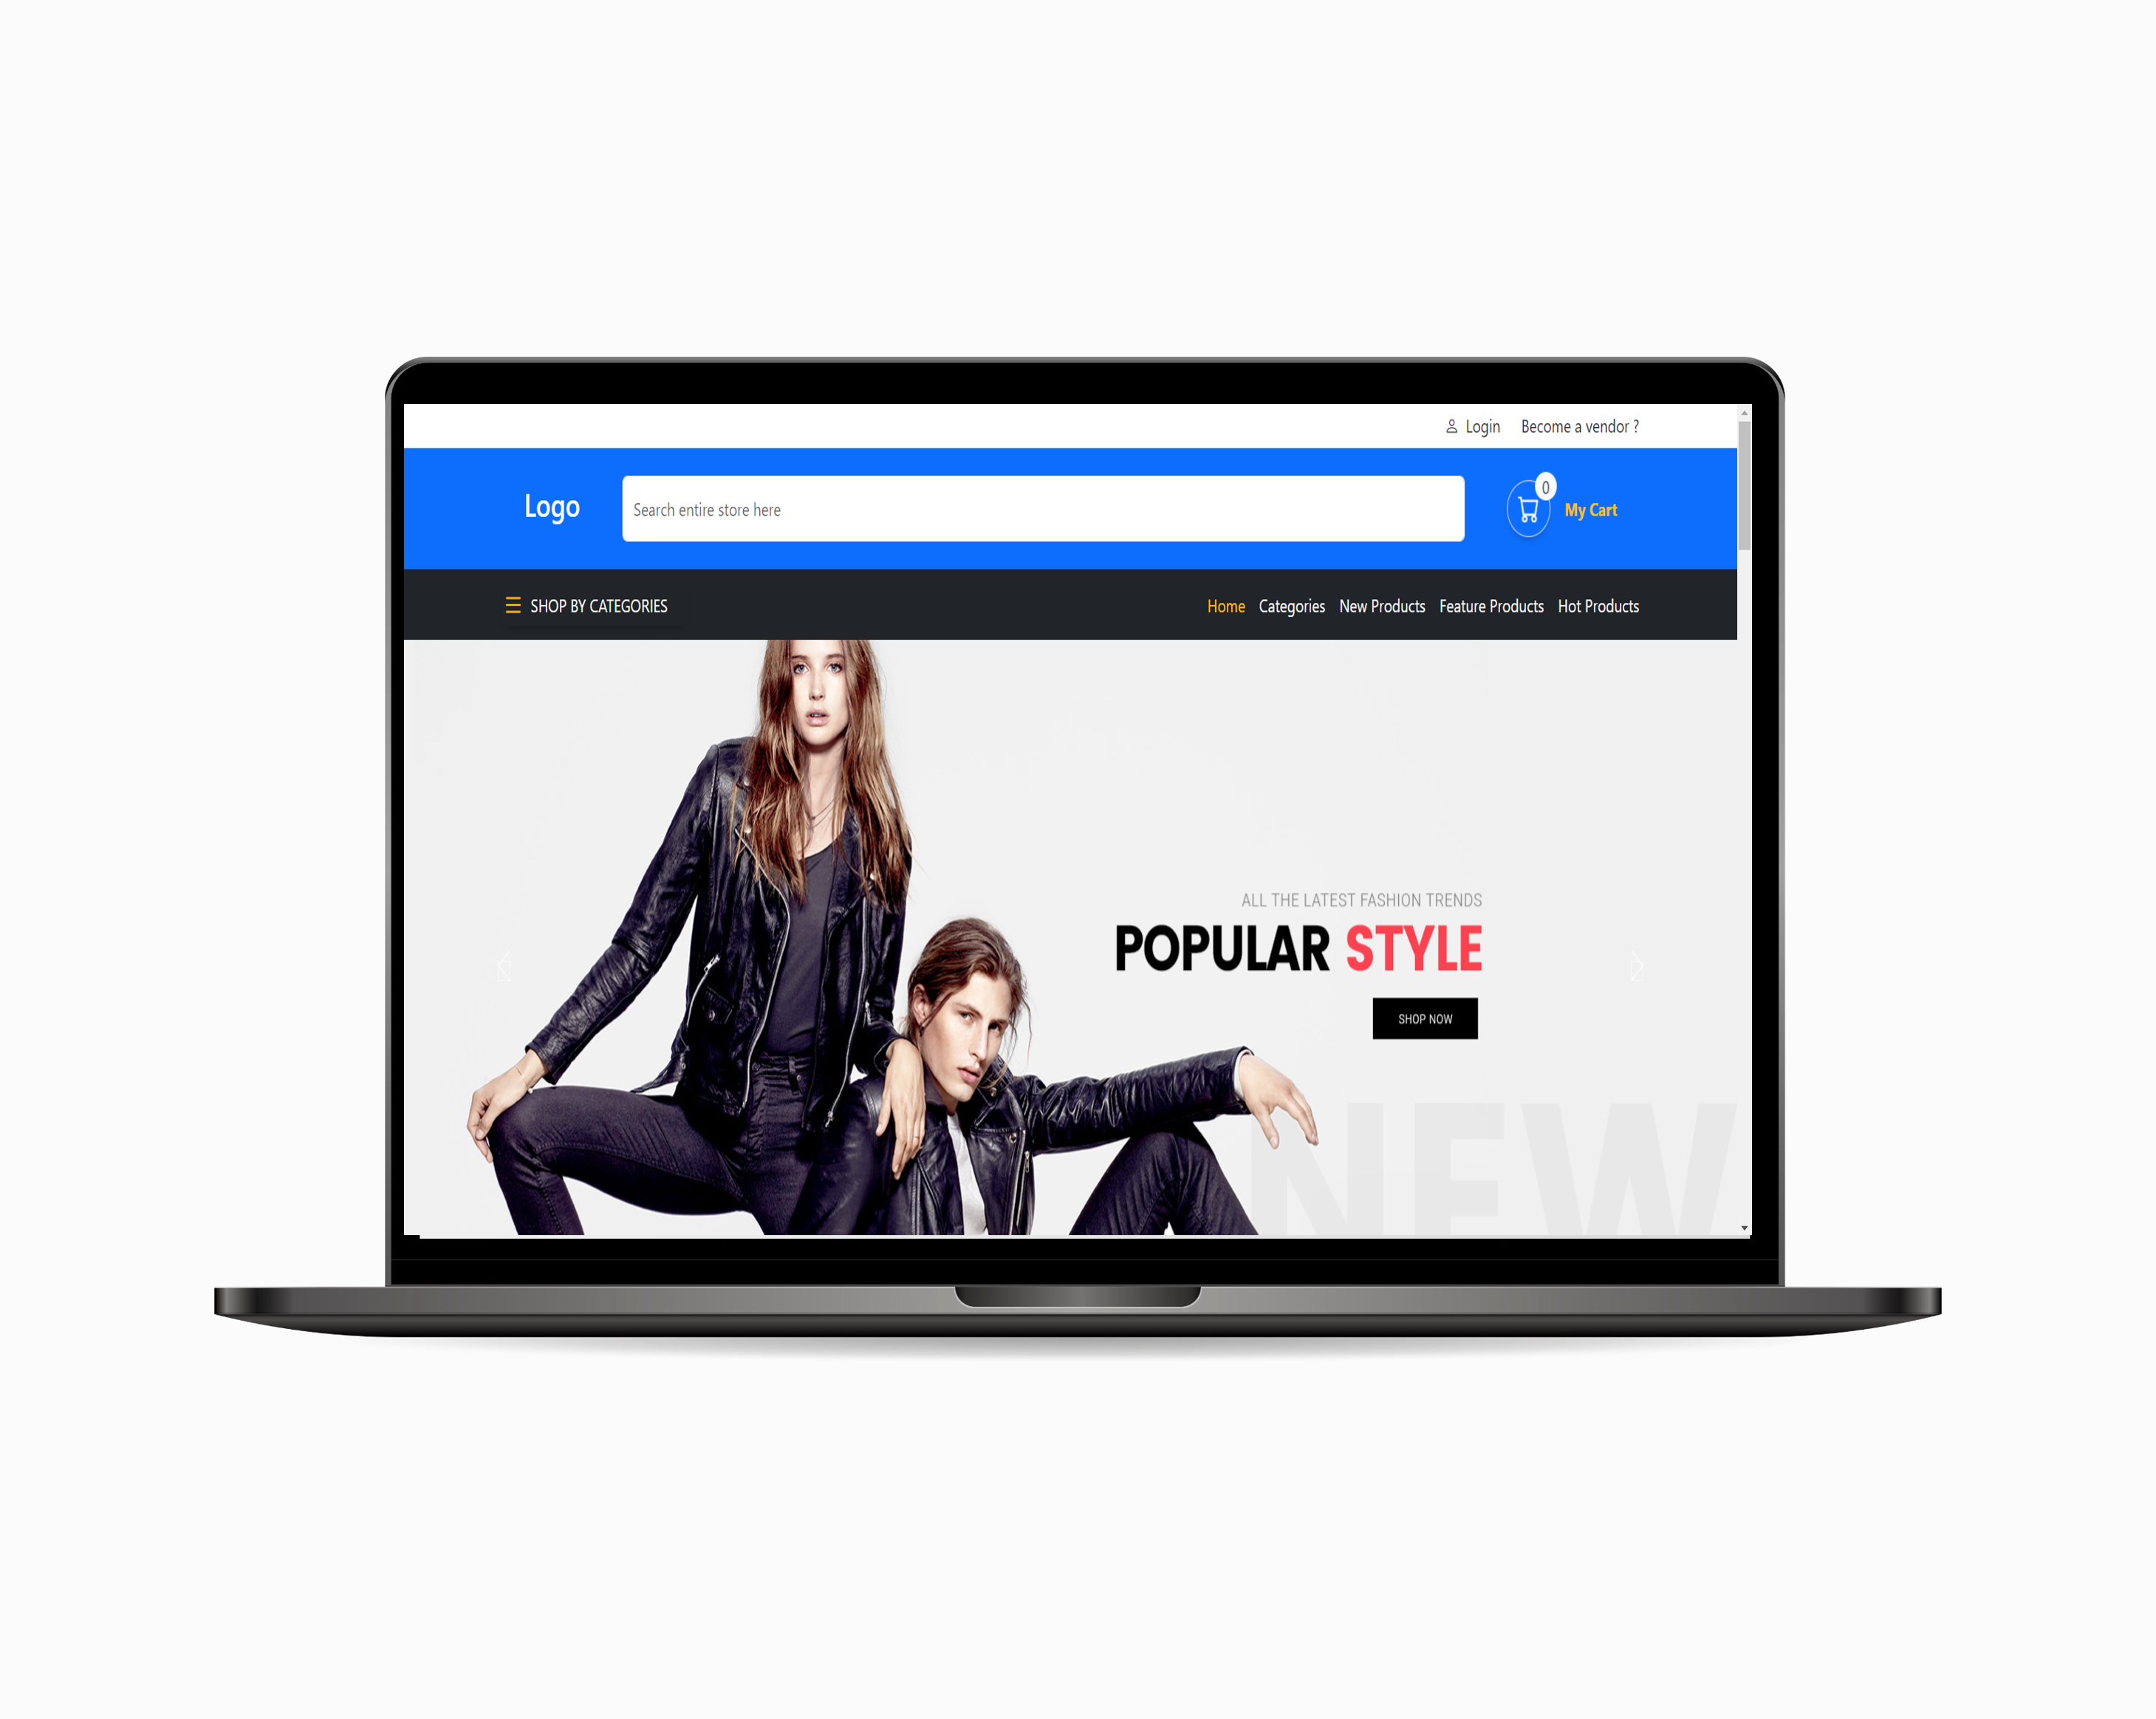 Login Become a vendor ?
Logo Search entire store here 0 My Cart
SHOP BY CATEGORIES Home Categories New Products Feature Products Hot Products
ALL THE LATEST FASHION TRENDS
POPULAR STYLE
SHOP NOW
NEW